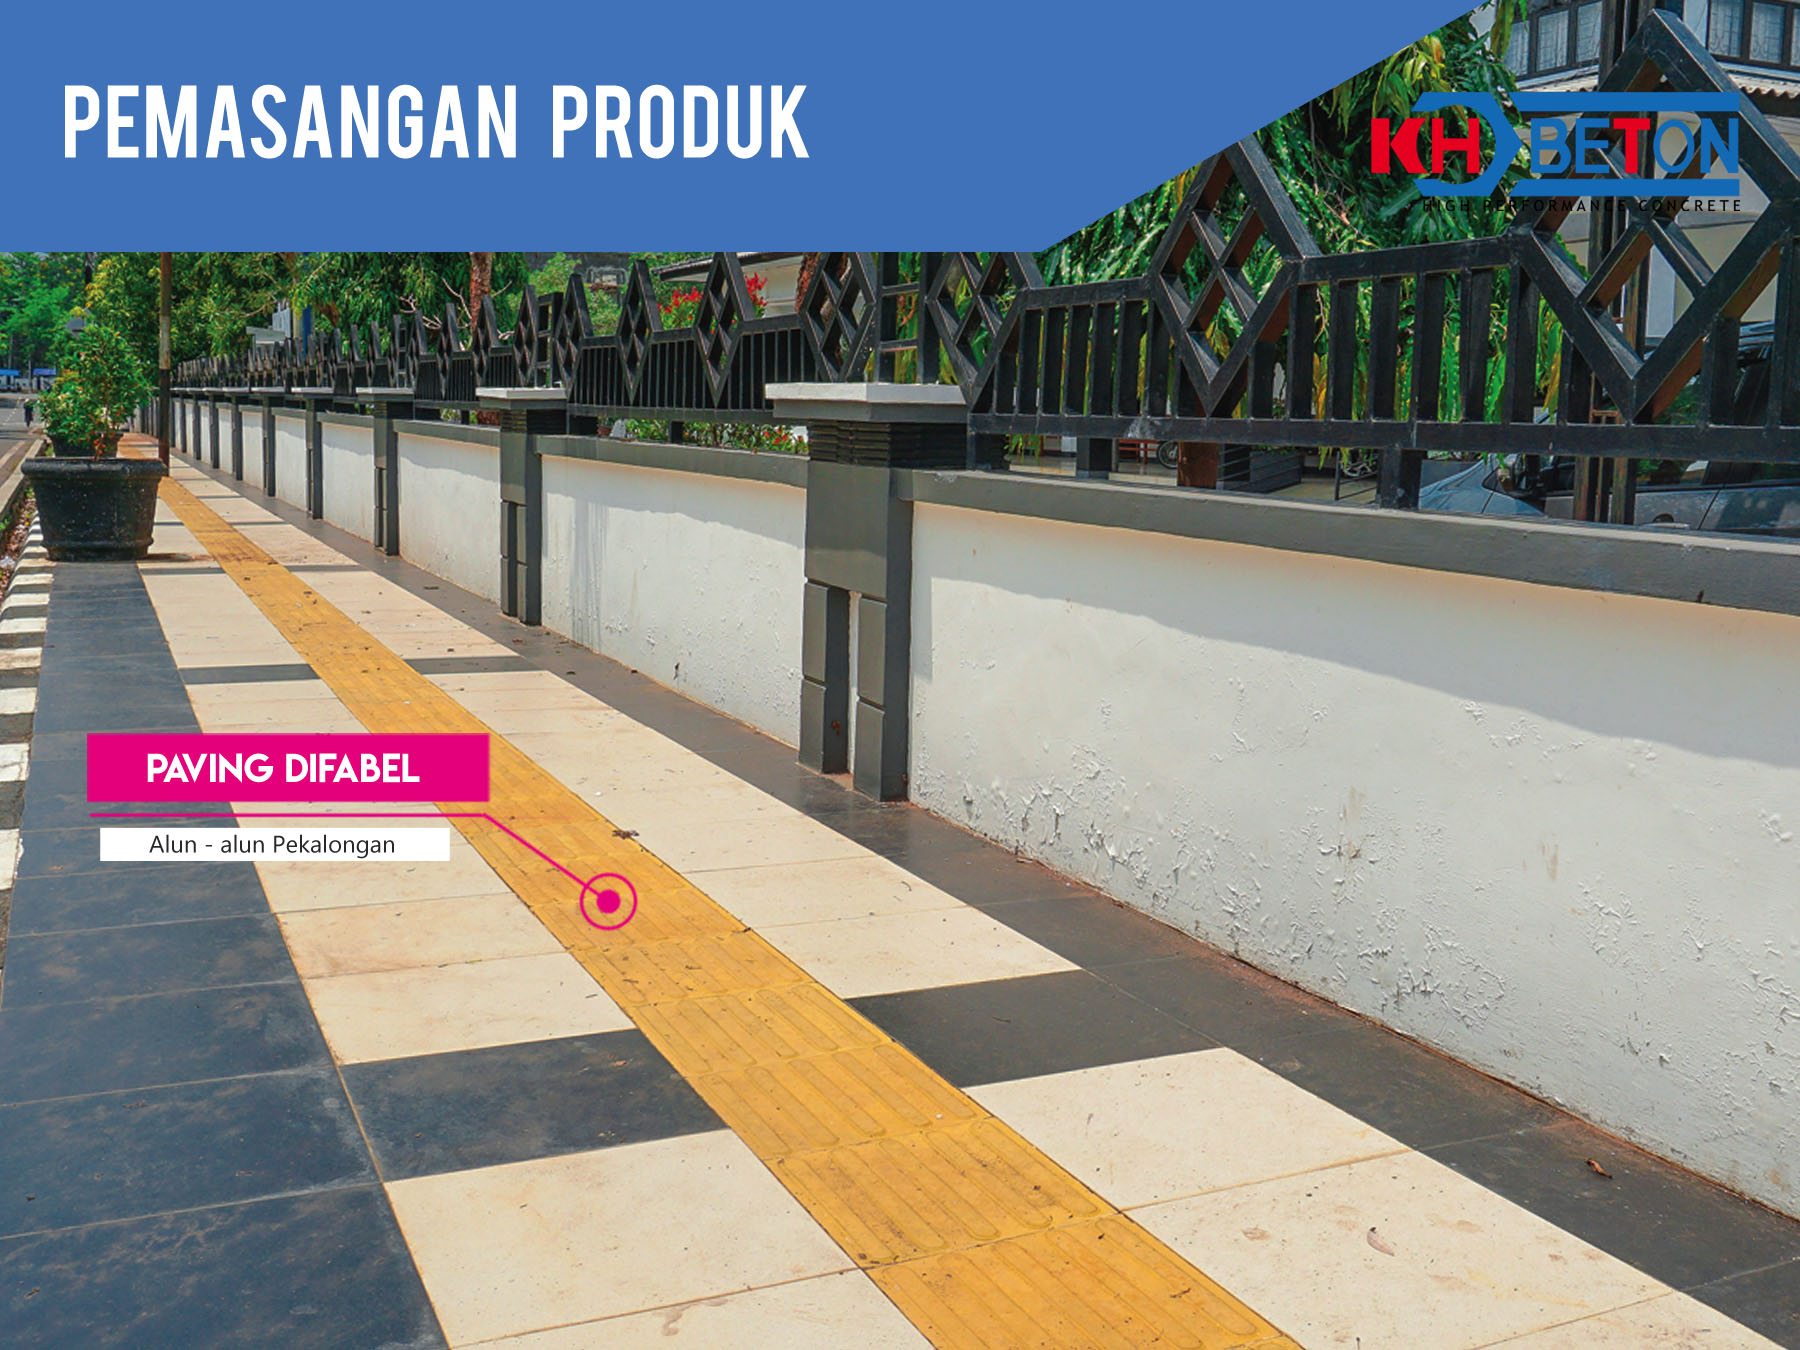 PEMASANGAN PRODUK
KH BETON
HIGH PERFORMANCE CONCRETE
PAVING DIFABEL
Alun - alun Pekalongan